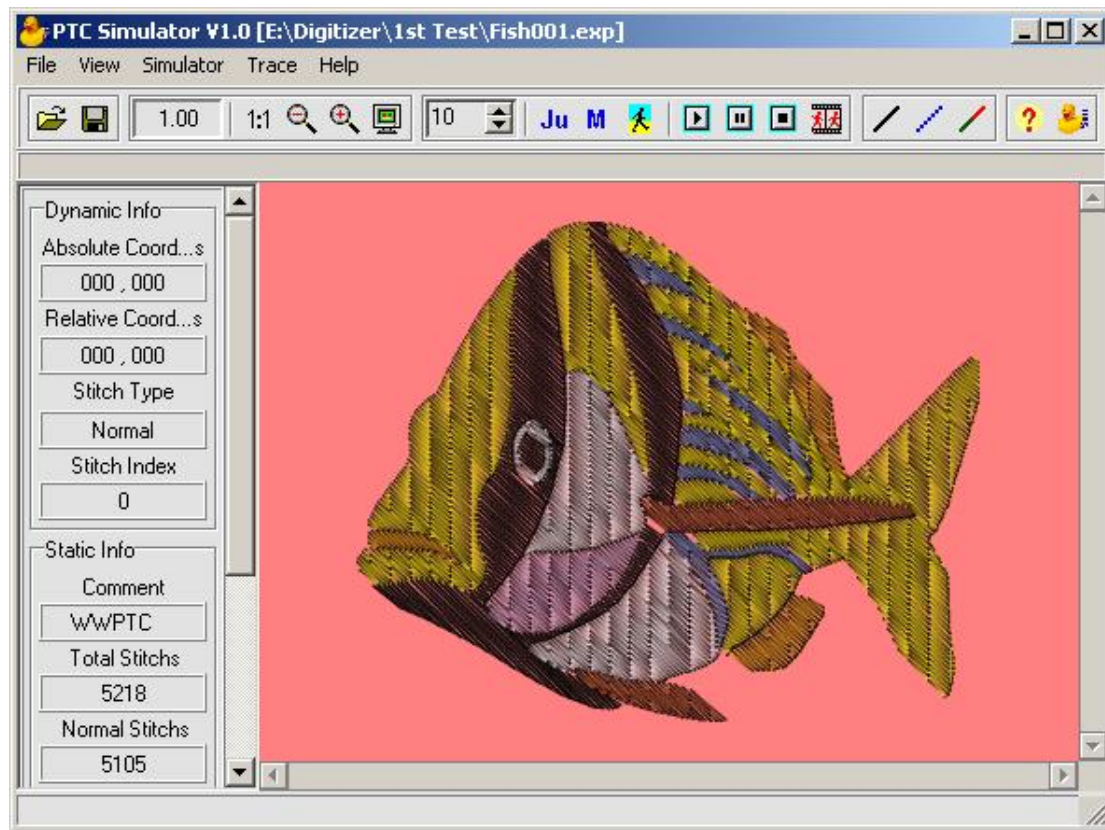 PTC Simulator V1.0 [E:\Digitizer\1st Test\Fish001.exp]
File View Simulator Trace Help
1.00 1:1 10 Ju M ?
Dynamic Info
Absolute Coord...s
000 , 000
Relative Coord...s
000 , 000
Stitch Type
Normal
Stitch Index
0
Static Info
Comment
WWPTC
Total Stitchs
5218
Normal Stitchs
5105